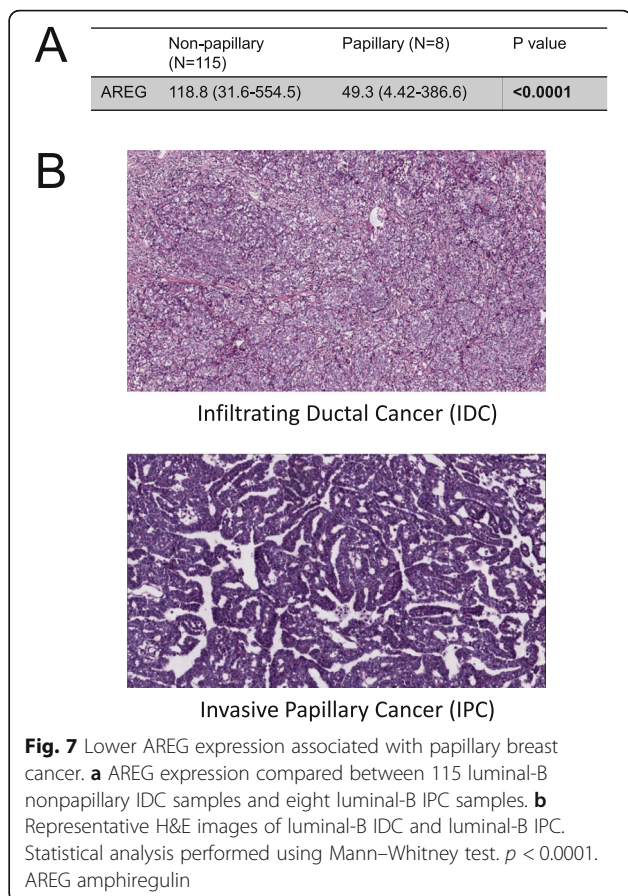 A
Non-papillary (N=115) Papillary (N=8) P value
AREG 118.8 (31.6-554.5) 49.3 (4.42-386.6) <0.0001
B
Infiltrating Ductal Cancer (IDC)
Invasive Papillary Cancer (IPC)
Fig. 7 Lower AREG expression associated with papillary breast
cancer. a AREG expression compared between 115 luminal-B
nonpapillary IDC samples and eight luminal-B IPC samples. b
Representative H&E images of luminal-B IDC and luminal-B IPC.
Statistical analysis performed using Mann–Whitney test. p < 0.0001.
AREG amphiregulin